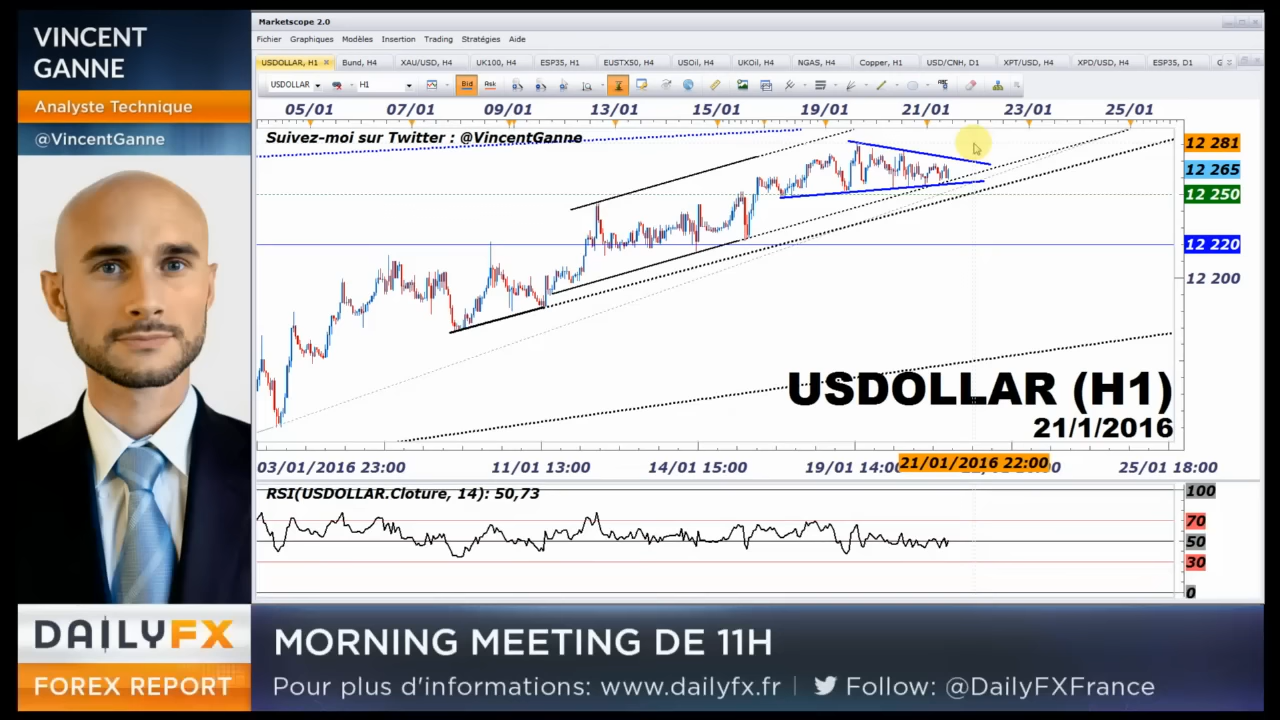 VINCENT
GANNE
Analyste Technique
@VincentGanne
Marketscope 2.0
Fichier Graphiques Modèles Insertion Trading Stratégies Aide
USDOLLAR, H1 Bund, H4 XAU/USD, H4 UK100, H4 ESP35, H1 EUSTX50, H4 USOil, H4 UKOil, H4 NGAS, H4 Copper, H1 USD/CNH, D1 XPT/USD, H4 XPD/USD, H4 ESP35, D1 G
USDOLLAR H1 Bid Ask ABC
05/01 07/01 09/01 13/01 15/01 19/01 21/01 23/01 25/01
Suivez-moi sur Twitter : @VincentGanne
12 281
12 265
12 250
12 220
12 200
USDOLLAR (H1)
21/1/2016
03/01/2016 23:00 11/01 13:00 14/01 15:00 19/01 14:00 21/01/2016 22:00 25/01 18:00
RSI(USDOLLAR.Cloture, 14): 50,73
100
70
50
30
0
DAILYFX
FOREX REPORT
MORNING MEETING DE 11H
Pour plus d'informations: www.dailyfx.fr | Follow: @DailyFXFrance